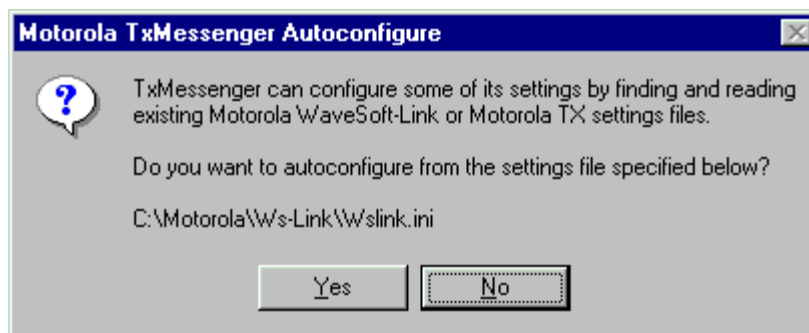 Motorola TxMessenger Autoconfigure
TxMessenger can configure some of its settings by finding and reading
existing Motorola WaveSoft-Link or Motorola TX settings files.
Do you want to autoconfigure from the settings file specified below?
C:\Motorola\Ws-Link\Wslink.ini
Yes No